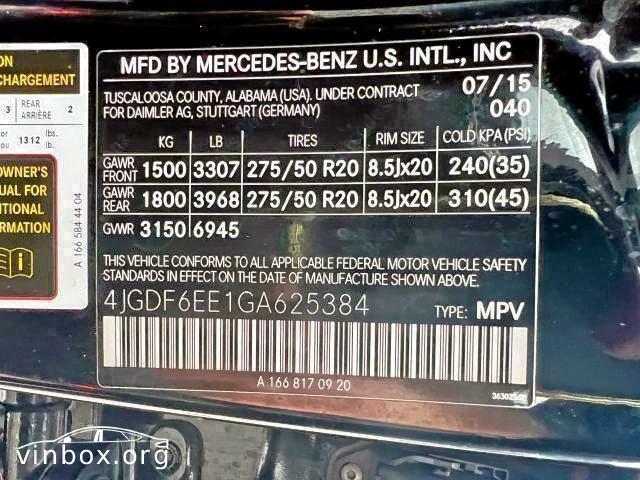 ON
CHARGEMENT
3 REAR ARRIÈRE 2
or ou 1312 lbs. lb.
OWNER'S
UAL FOR
ITIONAL
RMATION
A 166 584 44 04
MFD BY MERCEDES-BENZ U.S. INTL., INC
TUSCALOOSA COUNTY, ALABAMA (USA). UNDER CONTRACT 07/15
FOR DAIMLER AG, STUTTGART (GERMANY) 040
KG LB TIRES RIM SIZE COLD KPA (PSI)
GAWR FRONT 1500 3307 275/50 R20 8.5Jx20 240(35)
GAWR REAR 1800 3968 275/50 R20 8.5Jx20 310(45)
GVWR 3150 6945
THIS VEHICLE CONFORMS TO ALL APPLICABLE FEDERAL MOTOR VEHICLE SAFETY
STANDARDS IN EFFECT ON THE DATE OF MANUFACTURE SHOWN ABOVE.
4JGDF6EE1GA625384 TYPE: MPV
A 166 817 09 20
vinbox.org